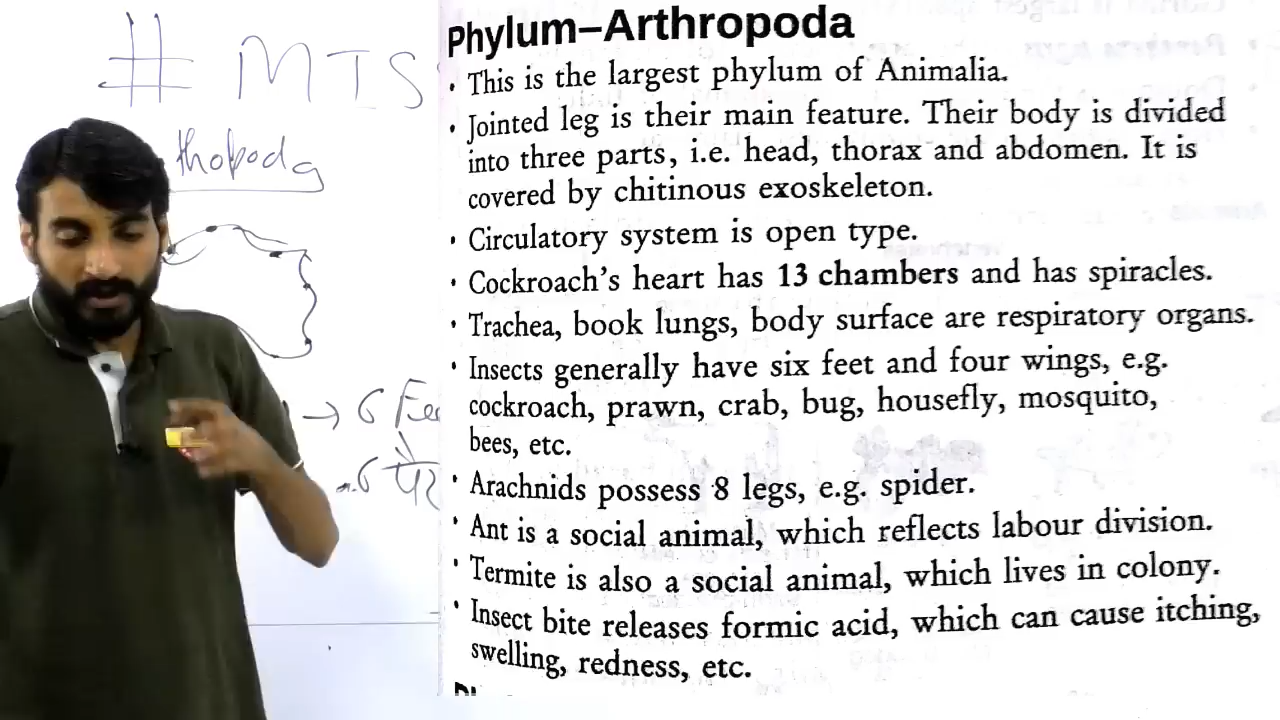 # MTS
thopoda
→ 6 Fee
6
Phylum–Arthropoda
• This is the largest phylum of Animalia.
• Jointed leg is their main feature. Their body is divided
into three parts, i.e. head, thorax and abdomen. It is
covered by chitinous exoskeleton.
• Circulatory system is open type.
• Cockroach's heart has 13 chambers and has spiracles.
• Trachea, book lungs, body surface are respiratory organs.
• Insects generally have six feet and four wings, e.g.
cockroach, prawn, crab, bug, housefly, mosquito,
bees, etc.
• Arachnids possess 8 legs, e.g. spider.
• Ant is a social animal, which reflects labour division.
• Termite is also a social animal, which lives in colony.
• Insect bite releases formic acid, which can cause itching,
swelling, redness, etc.